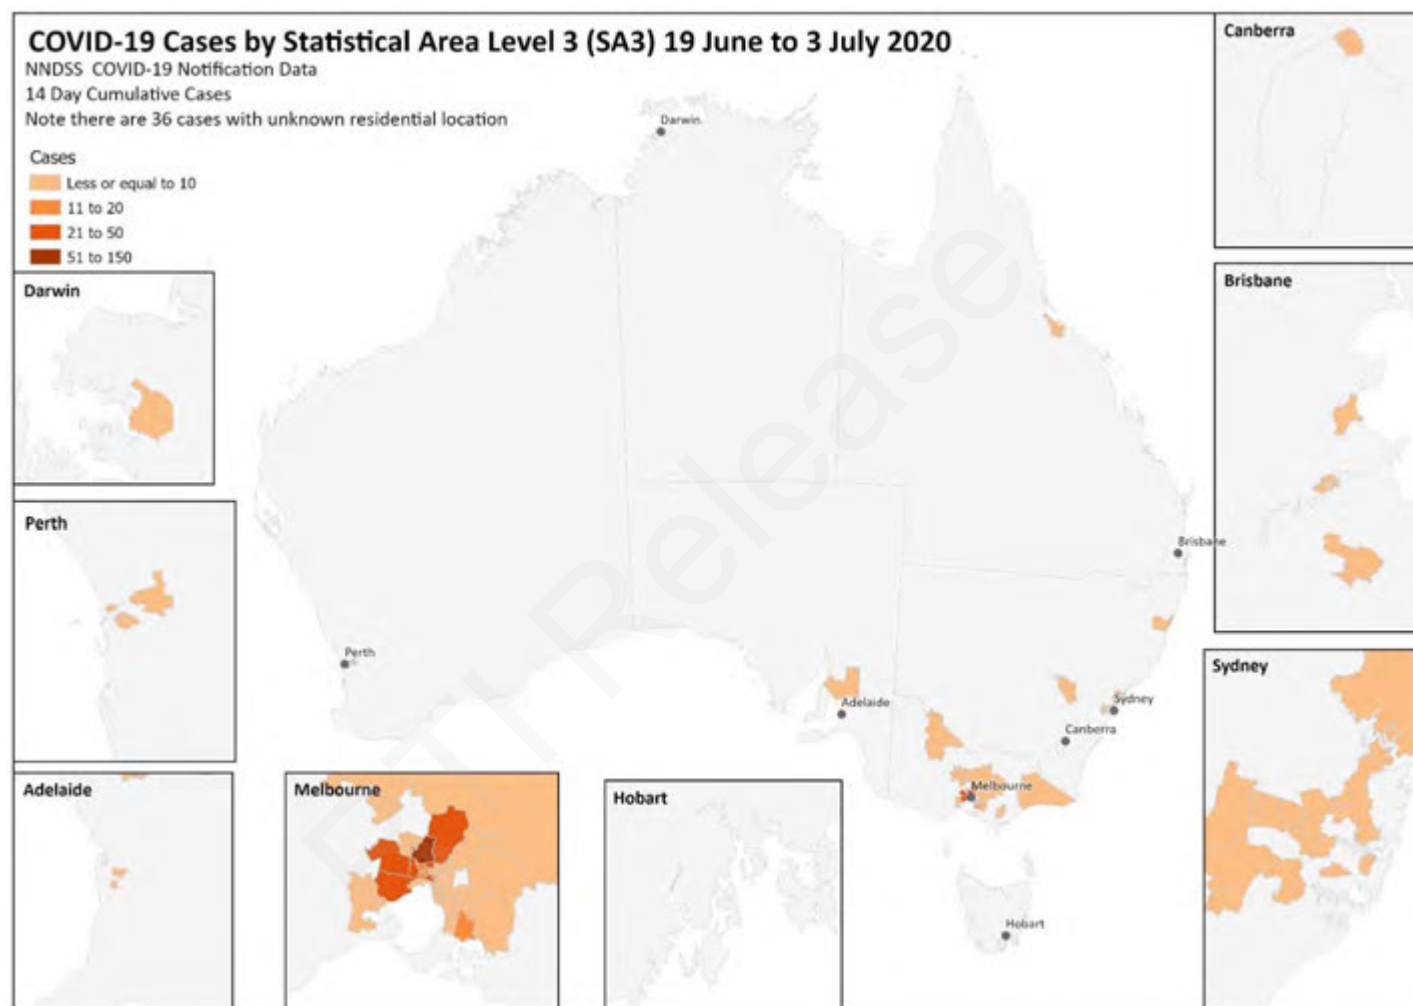 COVID-19 Cases by Statistical Area Level 3 (SA3) 19 June to 3 July 2020
NNDSS COVID-19 Notification Data
14 Day Cumulative Cases
Note there are 36 cases with unknown residential location
Cases
Less or equal to 10
11 to 20
21 to 50
51 to 150
Canberra
Darwin
Darwin
Brisbane
Perth
Brisbane
Perth
Adelaide
Sydney
Canberra
Sydney
Melbourne
Adelaide
Melbourne
Hobart
Hobart
RTI Release